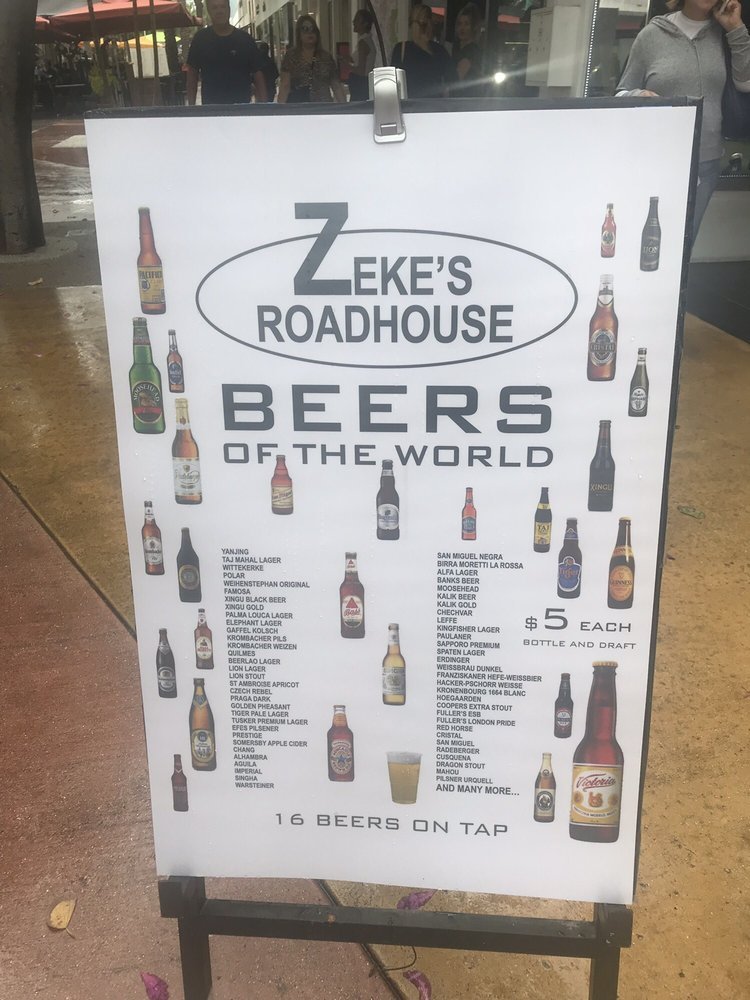 ZEKE'S
ROADHOUSE
BEERS
OF THE WORLD
YANJING
TAJ MAHAL LAGER
WITTEKERKE
POLAR
WEIHENSTEPHAN ORIGINAL
FAMOSA
XINGU BLACK BEER
XINGU GOLD
PALMA LOUCA LAGER
ELEPHANT LAGER
GAFFEL KOLSCH
KROMBACHER PILS
KROMBACHER WEIZEN
QUILMES
BEERLAO LAGER
LION LAGER
LION STOUT
ST AMBROISE APRICOT
CZECH REBEL
PRAGA DARK
GOLDEN PHEASANT
TIGER PALE LAGER
TUSKER PREMIUM LAGER
EFES PILSENER
PRESTIGE
SOMERSBY APPLE CIDER
CHANG
ALHAMBRA
AGUILA
IMPERIAL
SINGHA
WARSTEINER
SAN MIGUEL NEGRA
BIRRA MORETTI LA ROSSA
ALFA LAGER
BANKS BEER
MOOSEHEAD
KALIK BEER
KALIK GOLD
CHECHVAR
LEFFE
KINGFISHER LAGER
PAULANER
SAPPORO PREMIUM
SPATEN LAGER
ERDINGER
WEISSBRAU DUNKEL
FRANZISKANER HEFE-WEISSBIER
HACKER-PSCHORR WEISSE
KRONENBOURG 1664 BLANC
HOEGAARDEN
COOPERS EXTRA STOUT
FULLER'S ESB
FULLER'S LONDON PRIDE
RED HORSE
CRISTAL
SAN MIGUEL
RADEBERGER
CUSQUENA
DRAGON STOUT
MAHOU
PILSNER URQUELL
AND MANY MORE...
$5 EACH
BOTTLE AND DRAFT
16 BEERS ON TAP
PACIFICO
MOOSEHEAD
LION
CRISTAL
XINGU
TAJ
Tiger
GUINNESS
Bass
Victoria